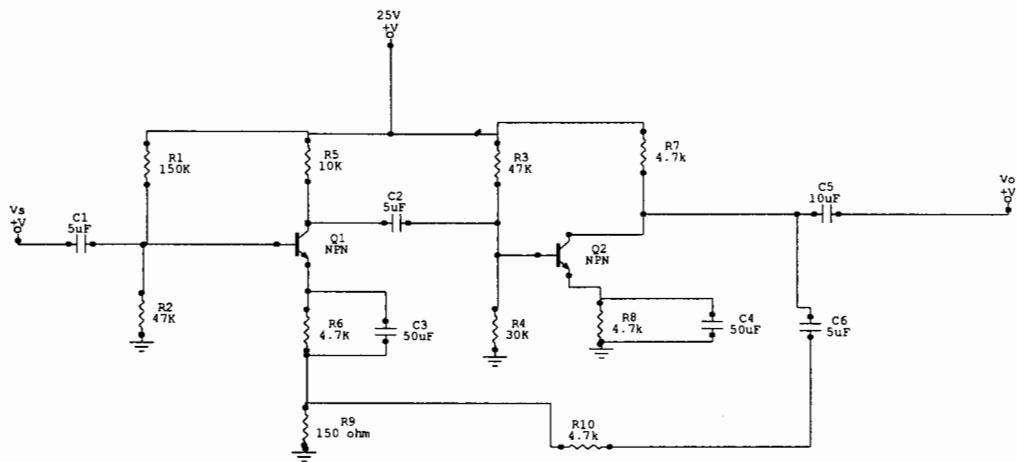 25V
+V
R1
150K
R5
10K
R3
47K
R7
4.7k
Vs
+V
C1
5uF
C2
5uF
C5
10uF
Vo
+V
Q1
NPN
Q2
NPN
R2
47K
R6
4.7K
C3
50uF
R4
30K
R8
4.7k
C4
50uF
C6
5uF
R9
150 ohm
R10
4.7k